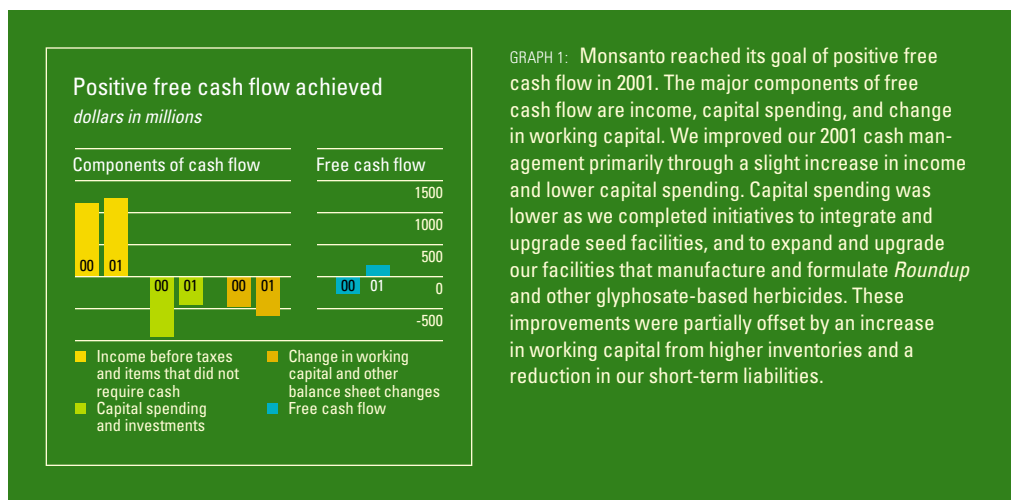 Positive free cash flow achieved
dollars in millions
Components of cash flow
Free cash flow
1500
1000
500
0
-500
00 01
00 01
00 01
00 01
Income before taxes
and items that did not
require cash
Capital spending
and investments
Change in working
capital and other
balance sheet changes
Free cash flow
GRAPH 1: Monsanto reached its goal of positive free
cash flow in 2001. The major components of free
cash flow are income, capital spending, and change
in working capital. We improved our 2001 cash man-
agement primarily through a slight increase in income
and lower capital spending. Capital spending was
lower as we completed initiatives to integrate and
upgrade seed facilities, and to expand and upgrade
our facilities that manufacture and formulate Roundup
and other glyphosate-based herbicides. These
improvements were partially offset by an increase
in working capital from higher inventories and a
reduction in our short-term liabilities.